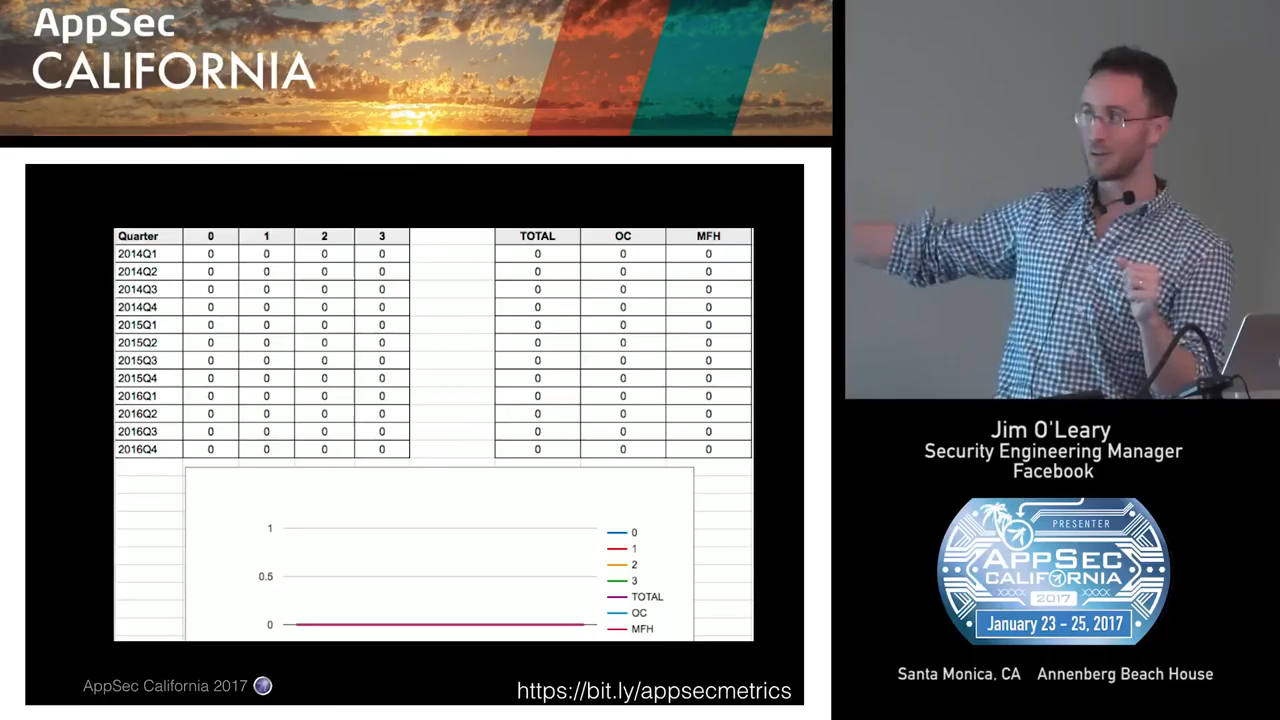 AppSec
CALIFORNIA
Quarter 0 1 2 3 TOTAL OC MFH
2014Q1 0 0 0 0 0 0 0
2014Q2 0 0 0 0 0 0 0
2014Q3 0 0 0 0 0 0 0
2014Q4 0 0 0 0 0 0 0
2015Q1 0 0 0 0 0 0 0
2015Q2 0 0 0 0 0 0 0
2015Q3 0 0 0 0 0 0 0
2015Q4 0 0 0 0 0 0 0
2016Q1 0 0 0 0 0 0 0
2016Q2 0 0 0 0 0 0 0
2016Q3 0 0 0 0 0 0 0
2016Q4 0 0 0 0 0 0 0
1
0.5
0
0
1
2
3
TOTAL
OC
MFH
AppSec California 2017
https://bit.ly/appsecmetrics
Jim O'Leary
Security Engineering Manager
Facebook
PRESENTER
APPSEC
CALIFORNIA
2017
January 23 - 25, 2017
Santa Monica, CA Annenberg Beach House